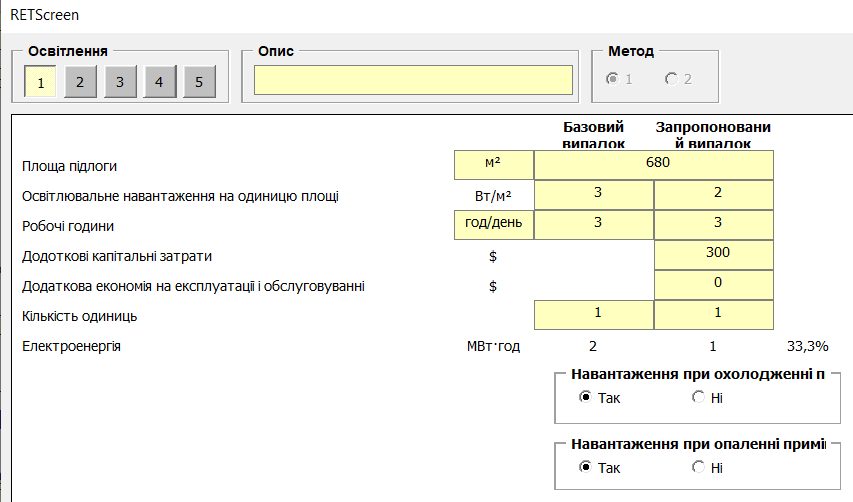 RETScreen
Освітлення
1 2 3 4 5
Опис
Метод
1 2
Базовий випадок
Запропонований випадок
Площа підлоги м² 680
Освітлювальне навантаження на одиницю площі Вт/м² 3 2
Робочі години год/день 3 3
Додоткові капітальні затрати $ 300
Додаткова економія на експлуатації і обслуговуванні $ 0
Кількість одиниць 1 1
Електроенергія МВт·год 2 1 33,3%
Навантаження при охолодженні п
Так Ні
Навантаження при опаленні примі
Так Ні